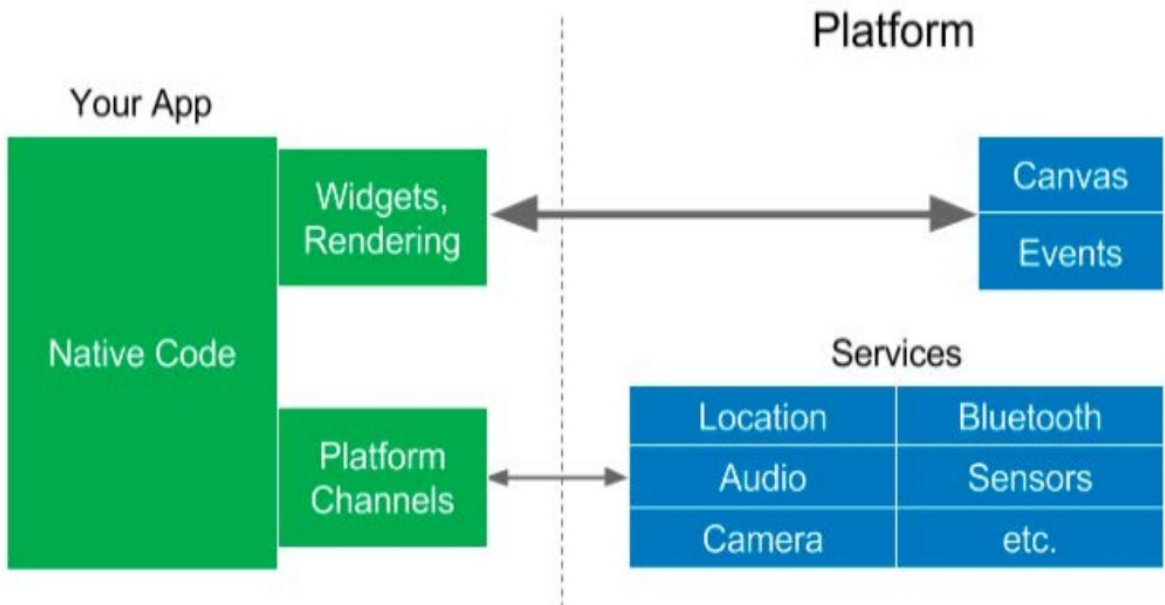 Platform
Your App
Widgets,
Rendering
Canvas
Events
Native Code
Services
Platform
Channels
Location
Bluetooth
Audio
Sensors
Camera
etc.